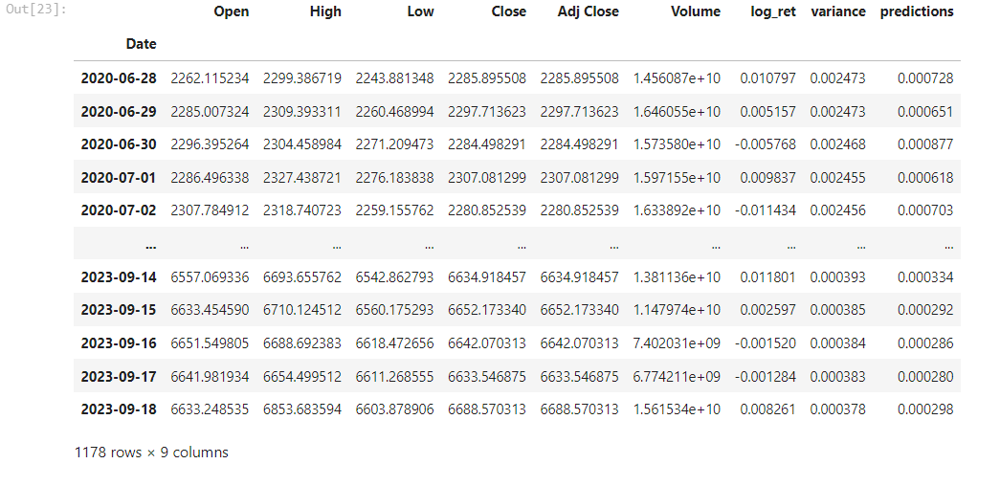 Out[23]:
Open High Low Close Adj Close Volume log_ret variance predictions
Date
2020-06-28 2262.115234 2299.386719 2243.881348 2285.895508 2285.895508 1.456087e+10 0.010797 0.002473 0.000728
2020-06-29 2285.007324 2309.393311 2260.468994 2297.713623 2297.713623 1.646055e+10 0.005157 0.002473 0.000651
2020-06-30 2296.395264 2304.458984 2271.209473 2284.498291 2284.498291 1.573580e+10 -0.005768 0.002468 0.000877
2020-07-01 2286.496338 2327.438721 2276.183838 2307.081299 2307.081299 1.597155e+10 0.009837 0.002455 0.000618
2020-07-02 2307.784912 2318.740723 2259.155762 2280.852539 2280.852539 1.633892e+10 -0.011434 0.002456 0.000703
... ... ... ... ... ... ... ... ... ...
2023-09-14 6557.069336 6693.655762 6542.862793 6634.918457 6634.918457 1.381136e+10 0.011801 0.000393 0.000334
2023-09-15 6633.454590 6710.124512 6560.175293 6652.173340 6652.173340 1.147974e+10 0.002597 0.000385 0.000292
2023-09-16 6651.549805 6688.692383 6618.472656 6642.070313 6642.070313 7.402031e+09 -0.001520 0.000384 0.000286
2023-09-17 6641.981934 6654.499512 6611.268555 6633.546875 6633.546875 6.774211e+09 -0.001284 0.000383 0.000280
2023-09-18 6633.248535 6853.683594 6603.878906 6688.570313 6688.570313 1.561534e+10 0.008261 0.000378 0.000298
1178 rows × 9 columns